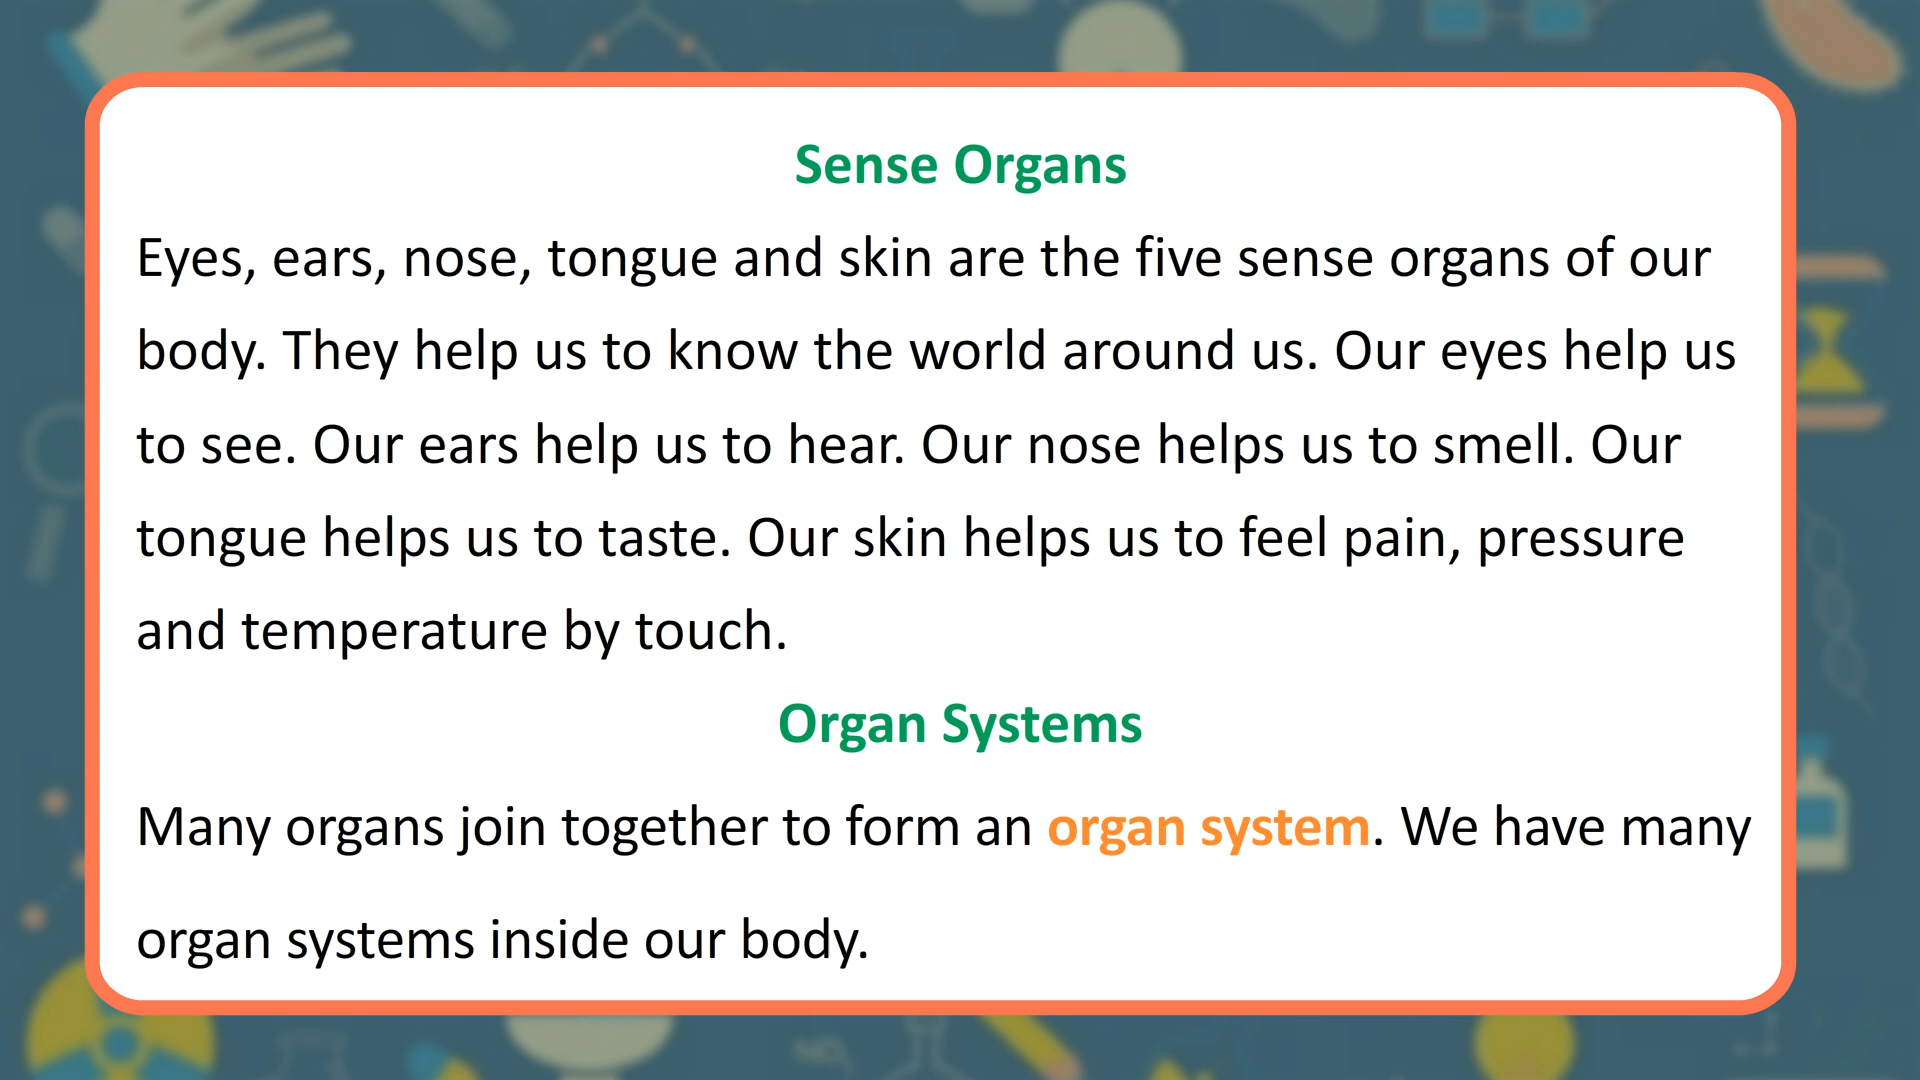 Sense Organs
Eyes, ears, nose, tongue and skin are the five sense organs of our
body. They help us to know the world around us. Our eyes help us
to see. Our ears help us to hear. Our nose helps us to smell. Our
tongue helps us to taste. Our skin helps us to feel pain, pressure
and temperature by touch.
Organ Systems
Many organs join together to form an organ system. We have many
organ systems inside our body.